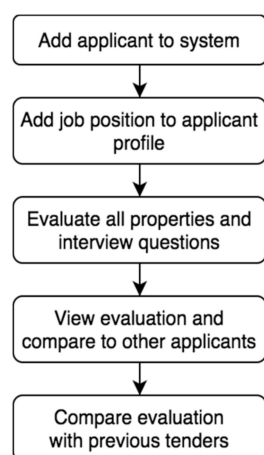 Add applicant to system
Add job position to applicant
profile
Evaluate all properties and
interview questions
View evaluation and
compare to other applicants
Compare evaluation
with previous tenders